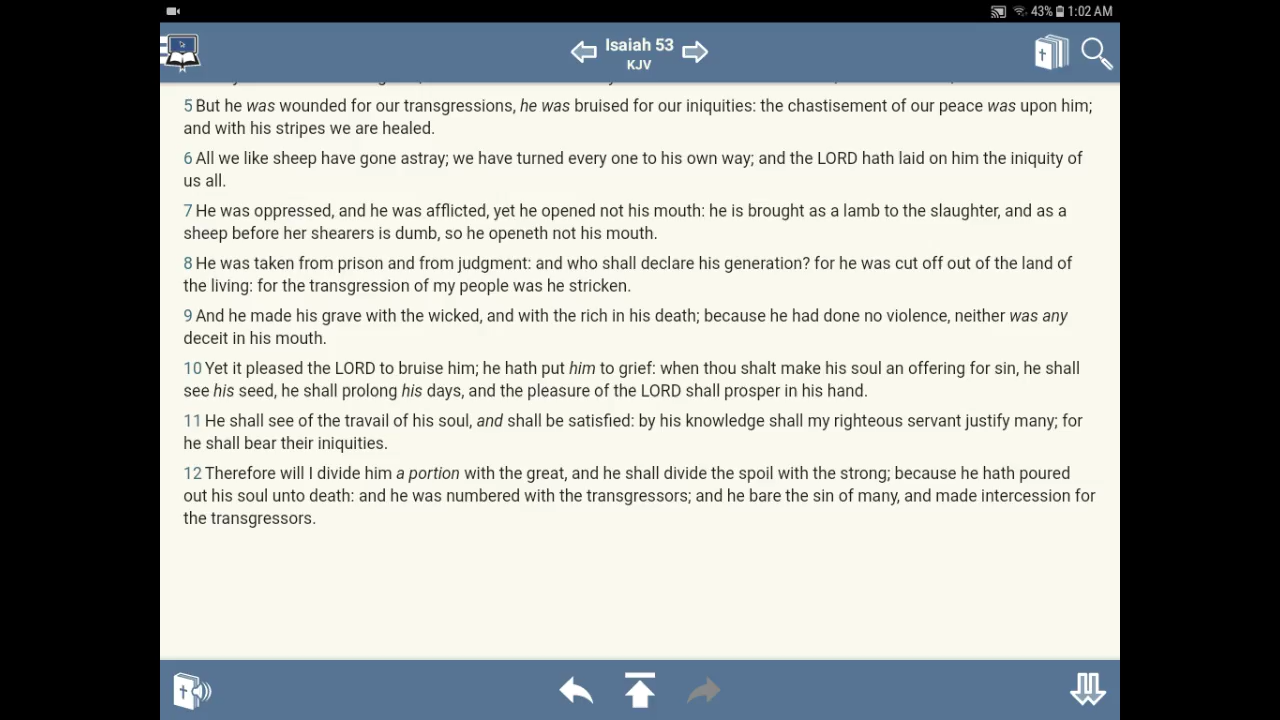 43% 1:02 AM
Isaiah 53
KJV
5 But he was wounded for our transgressions, he was bruised for our iniquities: the chastisement of our peace was upon him;
and with his stripes we are healed.
6 All we like sheep have gone astray; we have turned every one to his own way; and the LORD hath laid on him the iniquity of
us all.
7 He was oppressed, and he was afflicted, yet he opened not his mouth: he is brought as a lamb to the slaughter, and as a
sheep before her shearers is dumb, so he openeth not his mouth.
8 He was taken from prison and from judgment: and who shall declare his generation? for he was cut off out of the land of
the living: for the transgression of my people was he stricken.
9 And he made his grave with the wicked, and with the rich in his death; because he had done no violence, neither was any
deceit in his mouth.
10 Yet it pleased the LORD to bruise him; he hath put him to grief: when thou shalt make his soul an offering for sin, he shall
see his seed, he shall prolong his days, and the pleasure of the LORD shall prosper in his hand.
11 He shall see of the travail of his soul, and shall be satisfied: by his knowledge shall my righteous servant justify many; for
he shall bear their iniquities.
12 Therefore will I divide him a portion with the great, and he shall divide the spoil with the strong; because he hath poured
out his soul unto death: and he was numbered with the transgressors; and he bare the sin of many, and made intercession for
the transgressors.